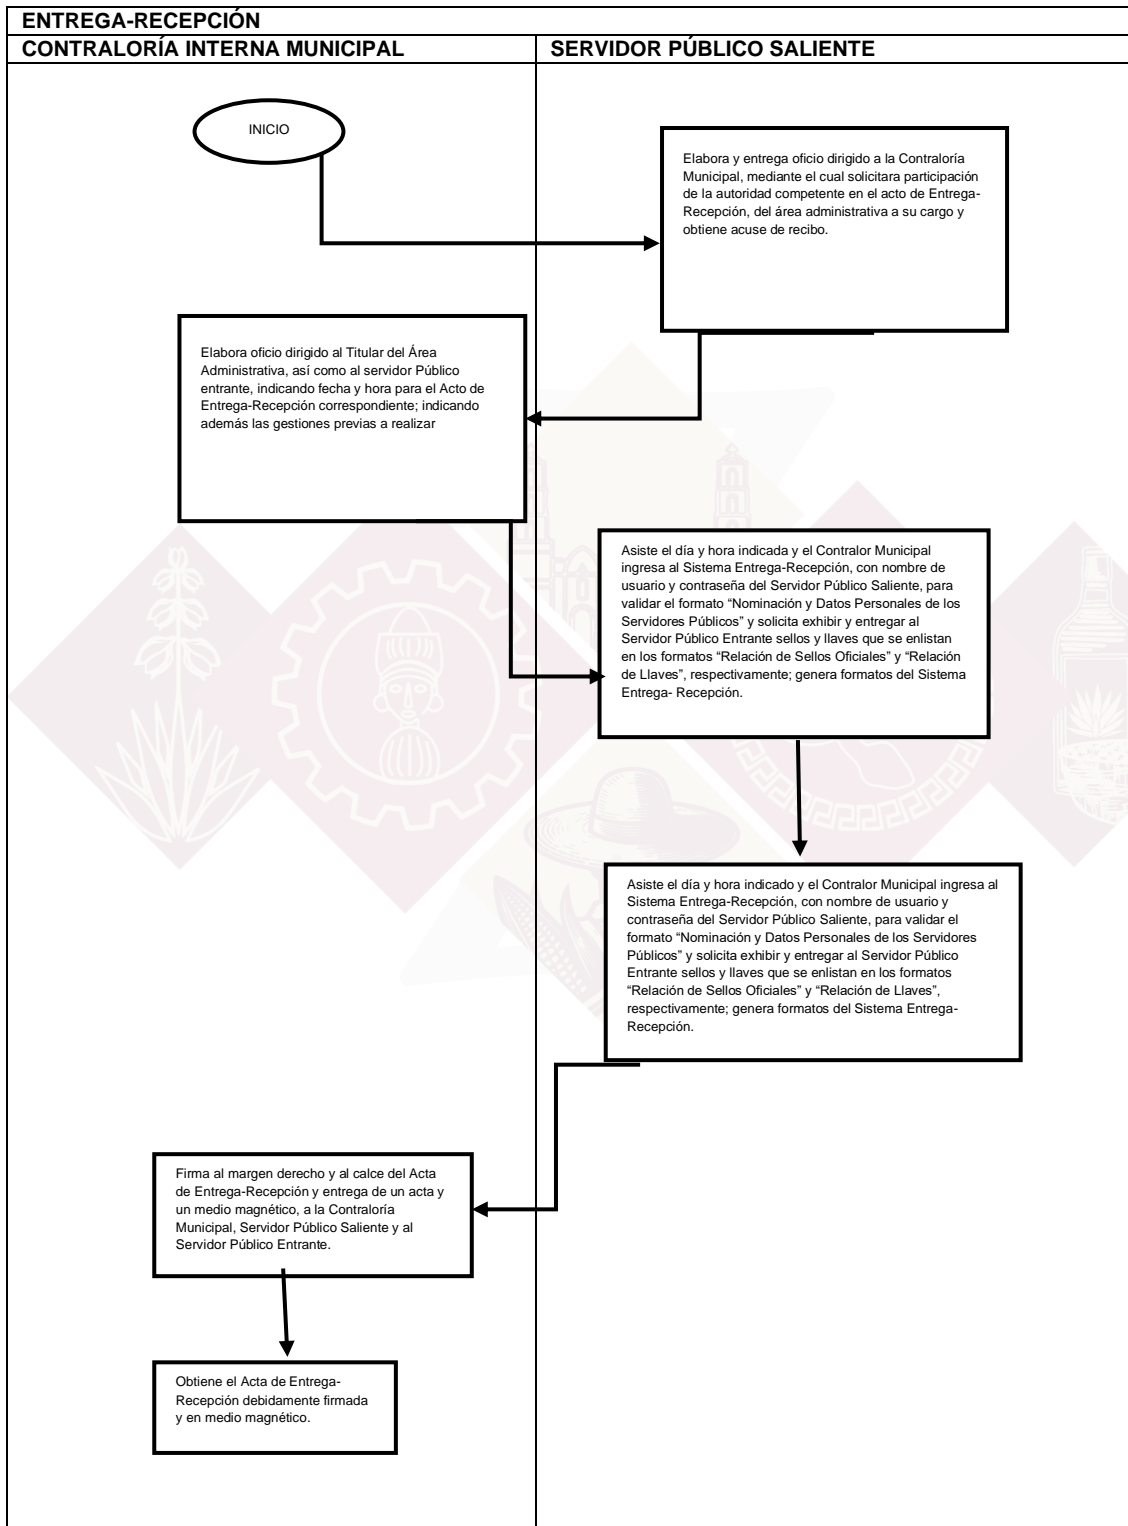 ENTREGA-RECEPCIÓN
CONTRALORÍA INTERNA MUNICIPAL
SERVIDOR PÚBLICO SALIENTE
INICIO
Elabora y entrega oficio dirigido a la Contraloría
Municipal, mediante el cual solicitara participación
de la autoridad competente en el acto de Entrega-
Recepción, del área administrativa a su cargo y
obtiene acuse de recibo.
Elabora oficio dirigido al Titular del Área
Administrativa, así como al servidor Público
entrante, indicando fecha y hora para el Acto de
Entrega-Recepción correspondiente; indicando
además las gestiones previas a realizar
Asiste el día y hora indicada y el Contralor Municipal
ingresa al Sistema Entrega-Recepción, con nombre de
usuario y contraseña del Servidor Público Saliente, para
validar el formato “Nominación y Datos Personales de los
Servidores Públicos” y solicita exhibir y entregar al
Servidor Público Entrante sellos y llaves que se enlistan
en los formatos “Relación de Sellos Oficiales” y “Relación
de Llaves”, respectivamente; genera formatos del Sistema
Entrega- Recepción.
Asiste el día y hora indicado y el Contralor Municipal ingresa al
Sistema Entrega-Recepción, con nombre de usuario y
contraseña del Servidor Público Saliente, para validar el
formato “Nominación y Datos Personales de los Servidores
Públicos” y solicita exhibir y entregar al Servidor Público
Entrante sellos y llaves que se enlistan en los formatos
“Relación de Sellos Oficiales” y “Relación de Llaves”,
respectivamente; genera formatos del Sistema Entrega-
Recepción.
Firma al margen derecho y al calce del Acta
de Entrega-Recepción y entrega de un acta y
un medio magnético, a la Contraloría
Municipal, Servidor Público Saliente y al
Servidor Público Entrante.
Obtiene el Acta de Entrega-
Recepción debidamente firmada
y en medio magnético.